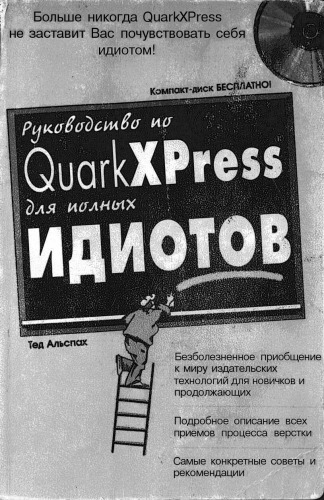 Больше никогда QuarkXPress
не заставит Вас почувствовать себя
идиотом!
Компакт-диск БЕСПЛАТНО!
Руководство по
QuarkXPress
для полных
ИДИОТОВ
Тед Альспах
Безболезненное приобщение
к миру издательских
технологий для новичков и
продолжающих
Подробное описание всех
приемов процесса верстки
Самые конкретные советы и
рекомендации